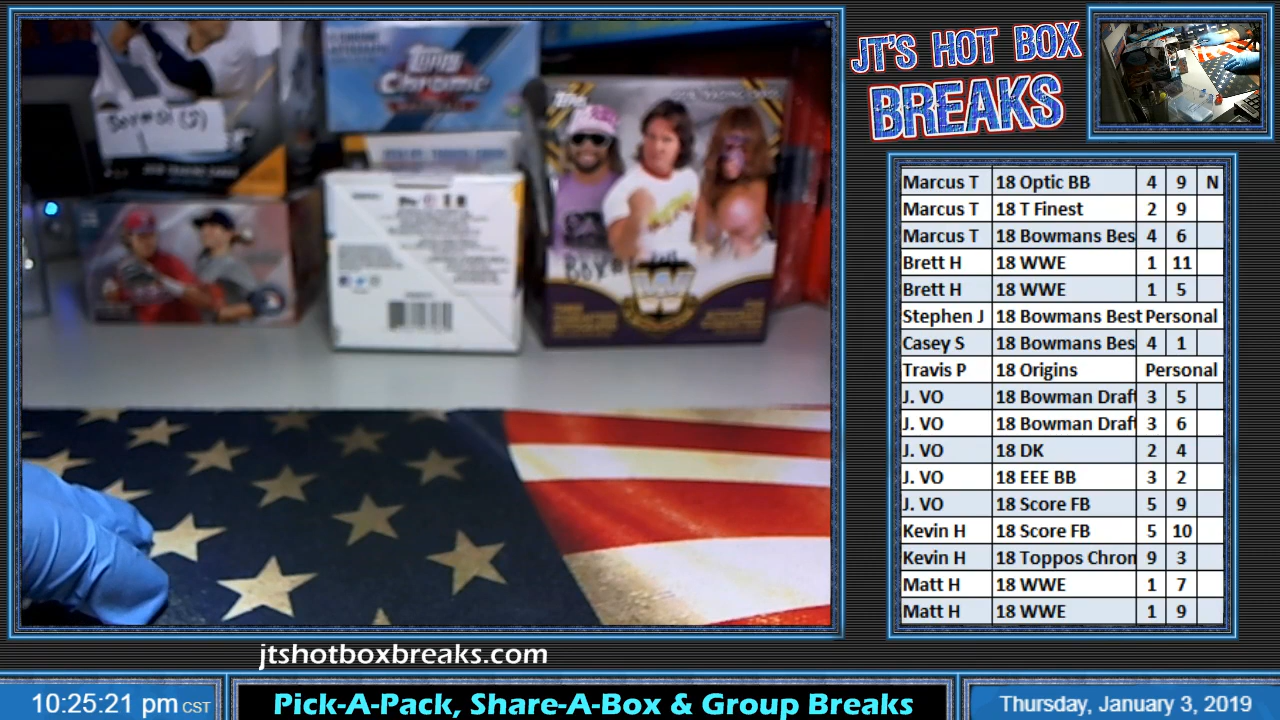 JT'S HOT BOX
BREAKS
Topps
Chrome
Topps
BOX
Marcus T 18 Optic BB 4 9 N
Marcus T 18 T Finest 2 9
Marcus T 18 Bowmans Bes 4 6
Brett H 18 WWE 1 11
Brett H 18 WWE 1 5
Stephen J 18 Bowmans Best Personal
Casey S 18 Bowmans Bes 4 1
Travis P 18 Origins Personal
J. VO 18 Bowman Draft 3 5
J. VO 18 Bowman Draft 3 6
J. VO 18 DK 2 4
J. VO 18 EEE BB 3 2
J. VO 18 Score FB 5 9
Kevin H 18 Score FB 5 10
Kevin H 18 Toppos Chrom 9 3
Matt H 18 WWE 1 7
Matt H 18 WWE 1 9
jtshotboxbreaks.com
10:25:21 pm CST
Pick-A-Pack, Share-A-Box & Group Breaks
Thursday, January 3, 2019